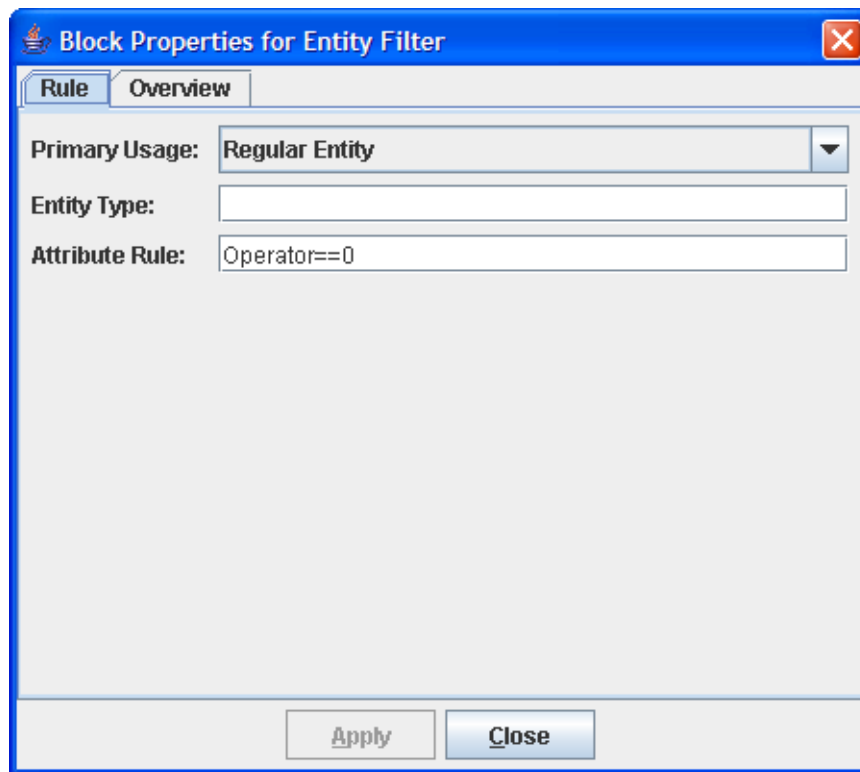 Block Properties for Entity Filter
Rule Overview
Primary Usage: Regular Entity
Entity Type:
Attribute Rule: Operator==0
Apply Close